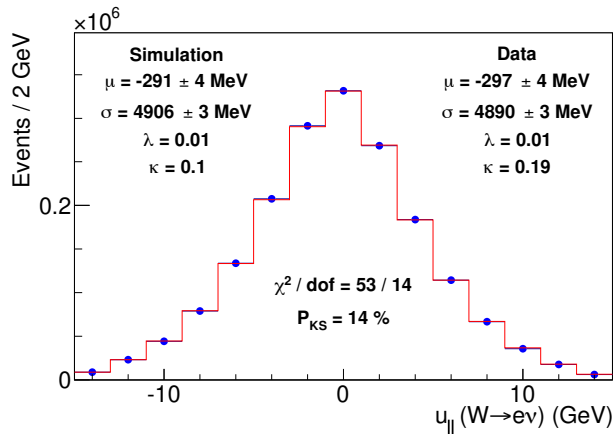 ×10⁶
Events / 2 GeV
Simulation
μ = -291 ± 4 MeV
σ = 4906 ± 3 MeV
λ = 0.01
κ = 0.1
Data
μ = -297 ± 4 MeV
σ = 4890 ± 3 MeV
λ = 0.01
κ = 0.19
χ² / dof = 53 / 14
P_KS = 14 %
0.2
0
-10 0 10
u_|| (W→eν) (GeV)